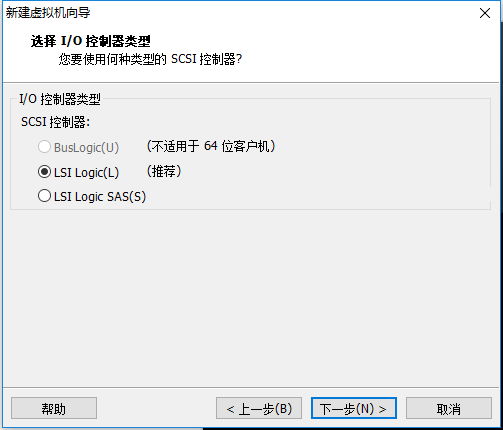 新建虚拟机向导
选择 I/O 控制器类型
您要使用何种类型的 SCSI 控制器?
I/O 控制器类型
SCSI 控制器:
BusLogic(U) (不适用于 64 位客户机)
LSI Logic(L) (推荐)
LSI Logic SAS(S)
帮助 < 上一步(B) 下一步(N) > 取消